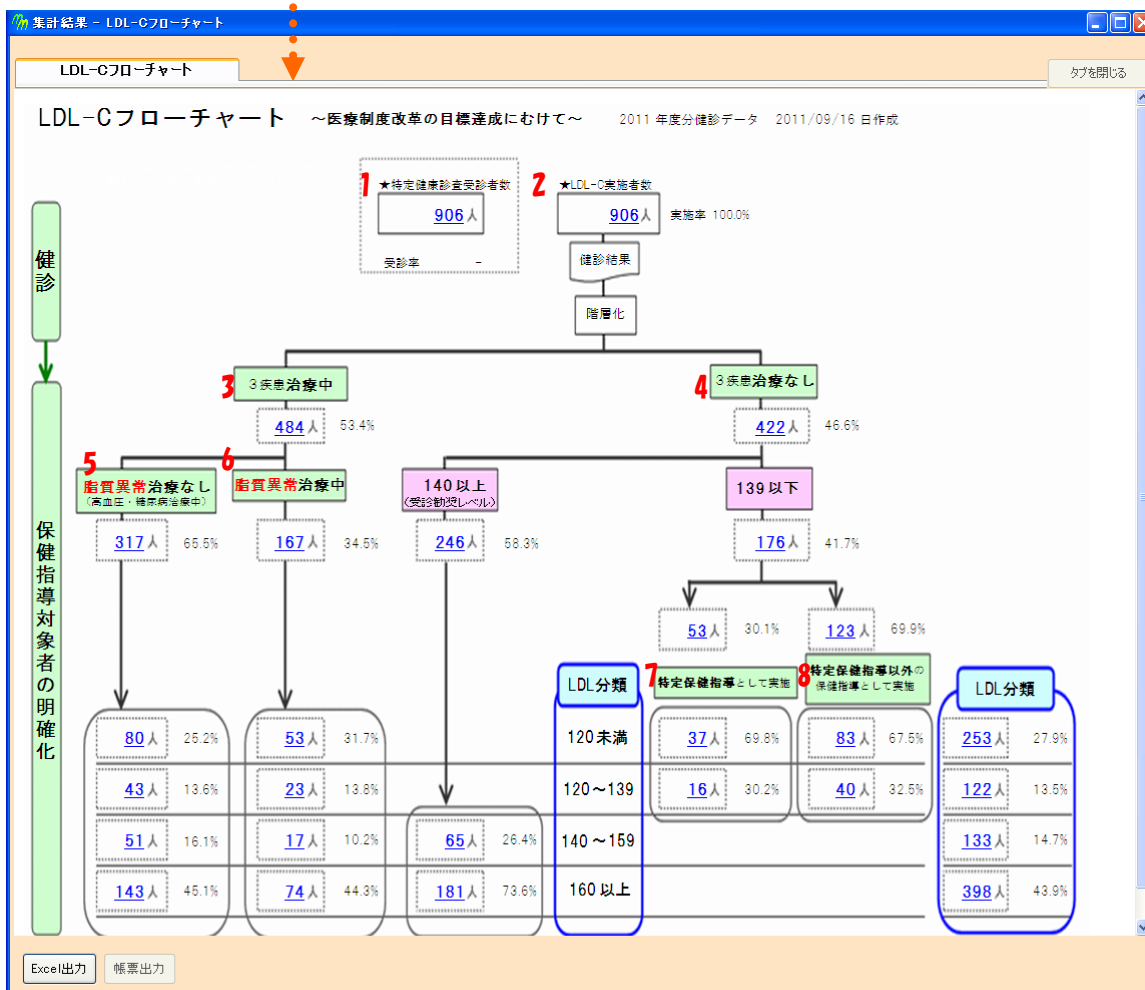 集計結果 - LDL-Cフローチャート
LDL-Cフローチャート
タブを閉じる
LDL-Cフローチャート ～医療制度改革の目標達成にむけて～ 2011 年度分健診データ 2011/09/16 日作成
1 ★特定健康診査受診者数
906人
受診率 -
2 ★LDL-C実施者数
906人 実施率 100.0%
健診結果
階層化
健診
3 3疾患治療中
484人 53.4%
4 3疾患治療なし
422人 46.6%
5 脂質異常治療なし
(高血圧・糖尿病治療中)
317人 65.5%
6 脂質異常治療中
167人 34.5%
140以上
(受診勧奨レベル)
246人 58.3%
139以下
176人 41.7%
53人 30.1%
123人 69.9%
7 特定保健指導として実施
8 特定保健指導以外の
保健指導として実施
保健指導対象者の明確化
LDL分類
LDL分類
80人 25.2% 53人 31.7% 120未満 37人 69.8% 83人 67.5% 253人 27.9%
43人 13.6% 23人 13.8% 120～139 16人 30.2% 40人 32.5% 122人 13.5%
51人 16.1% 17人 10.2% 65人 26.4% 140～159 133人 14.7%
143人 45.1% 74人 44.3% 181人 73.6% 160以上 398人 43.9%
Excel出力 帳票出力